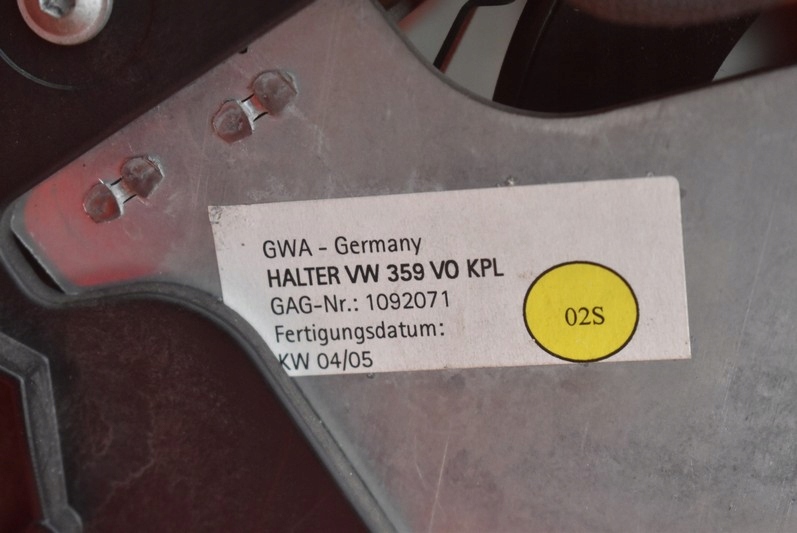 GWA - Germany
HALTER VW 359 VO KPL
GAG-Nr.: 1092071
Fertigungsdatum:
KW 04/05
02S